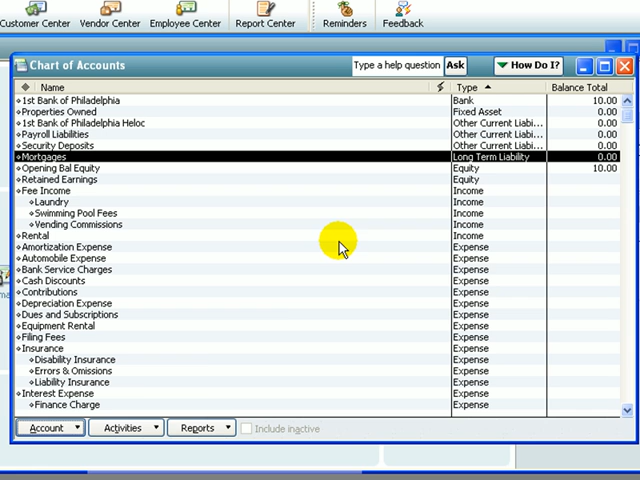 Customer Center Vendor Center Employee Center Report Center Reminders Feedback
Chart of Accounts Type a help question Ask How Do I?
Name Type Balance Total
1st Bank of Philadelphia Bank 10.00
Properties Owned Fixed Asset 0.00
1st Bank of Philadelphia Heloc Other Current Liabi... 0.00
Payroll Liabilities Other Current Liabi... 0.00
Security Deposits Other Current Liabi... 0.00
Mortgages Long Term Liability 0.00
Opening Bal Equity Equity 10.00
Retained Earnings Equity
Fee Income Income
Laundry Income
Swimming Pool Fees Income
Vending Commissions Income
Rental Income
Amortization Expense Expense
Automobile Expense Expense
Bank Service Charges Expense
Cash Discounts Expense
Contributions Expense
Depreciation Expense Expense
Dues and Subscriptions Expense
Equipment Rental Expense
Filing Fees Expense
Insurance Expense
Disability Insurance Expense
Errors & Omissions Expense
Liability Insurance Expense
Interest Expense Expense
Finance Charge Expense
Account Activities Reports Include inactive